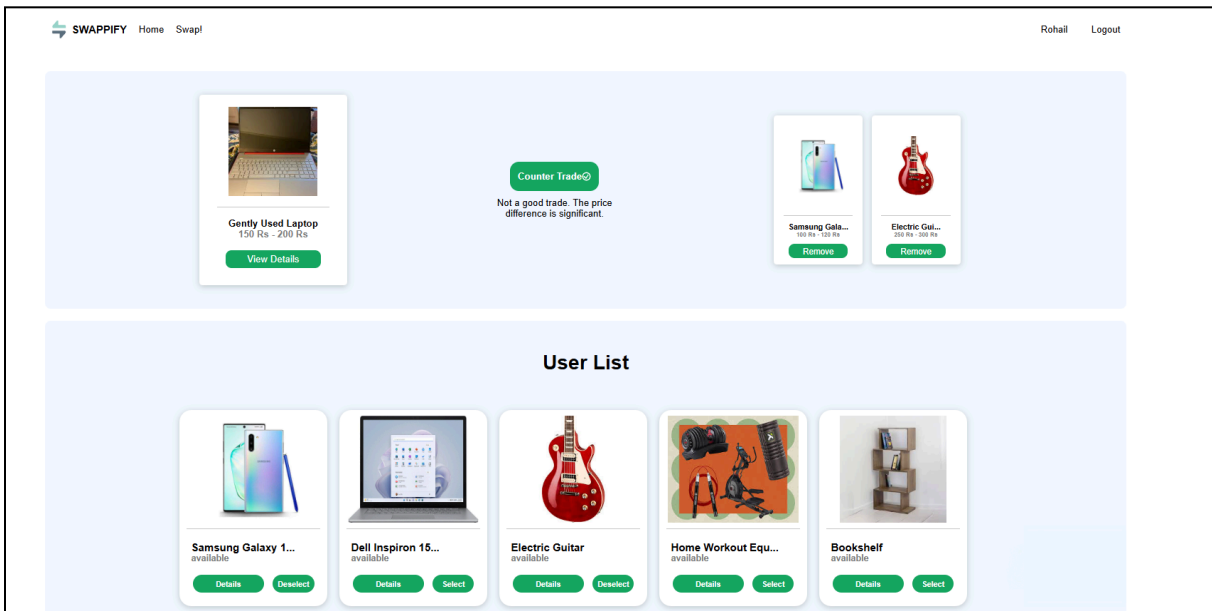 SWAPPIFY Home Swap! Rohail Logout
Gently Used Laptop
150 Rs - 200 Rs
View Details
Counter Trade
Not a good trade. The price
difference is significant.
Samsung Gala...
100 Rs - 120 Rs
Remove
Electric Gui...
250 Rs - 300 Rs
Remove
User List
Samsung Galaxy 1...
available
Details Deselect
Dell Inspiron 15...
available
Details Select
Electric Guitar
available
Details Deselect
Home Workout Equ...
available
Details Select
Bookshelf
available
Details Select